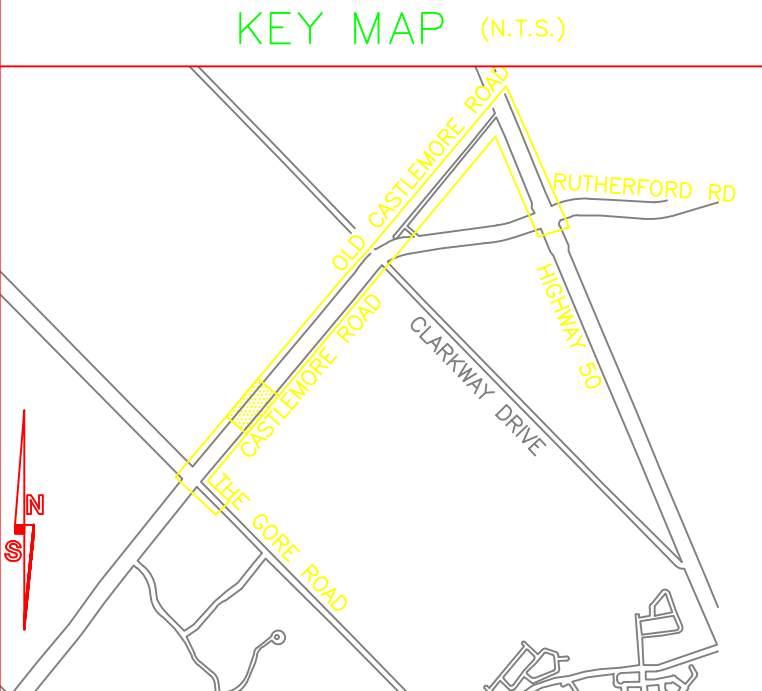 KEY MAP (N.T.S.)
OLD CASTLEMORE ROAD
RUTHERFORD RD
HIGHWAY 50
CASTLEMORE ROAD
CLARKWAY DRIVE
THE GORE ROAD
N
S